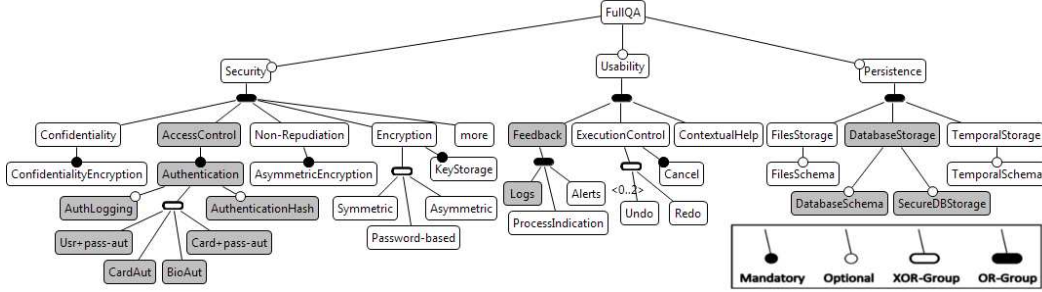 FullQA
Security
Usability
Persistence
Confidentiality
AccessControl
Non-Repudiation
Encryption
more
Feedback
ExecutionControl
ContextualHelp
FilesStorage
DatabaseStorage
TemporalStorage
ConfidentialityEncryption
Authentication
AsymmetricEncryption
KeyStorage
Cancel
FilesSchema
TemporalSchema
<0..2>
AuthLogging
AuthenticationHash
Symmetric
Asymmetric
Logs
Alerts
DatabaseSchema
SecureDBStorage
Undo
Redo
ProcessIndication
Usr+pass-aut
Card+pass-aut
Password-based
CardAut
BioAut
Mandatory
Optional
XOR-Group
OR-Group